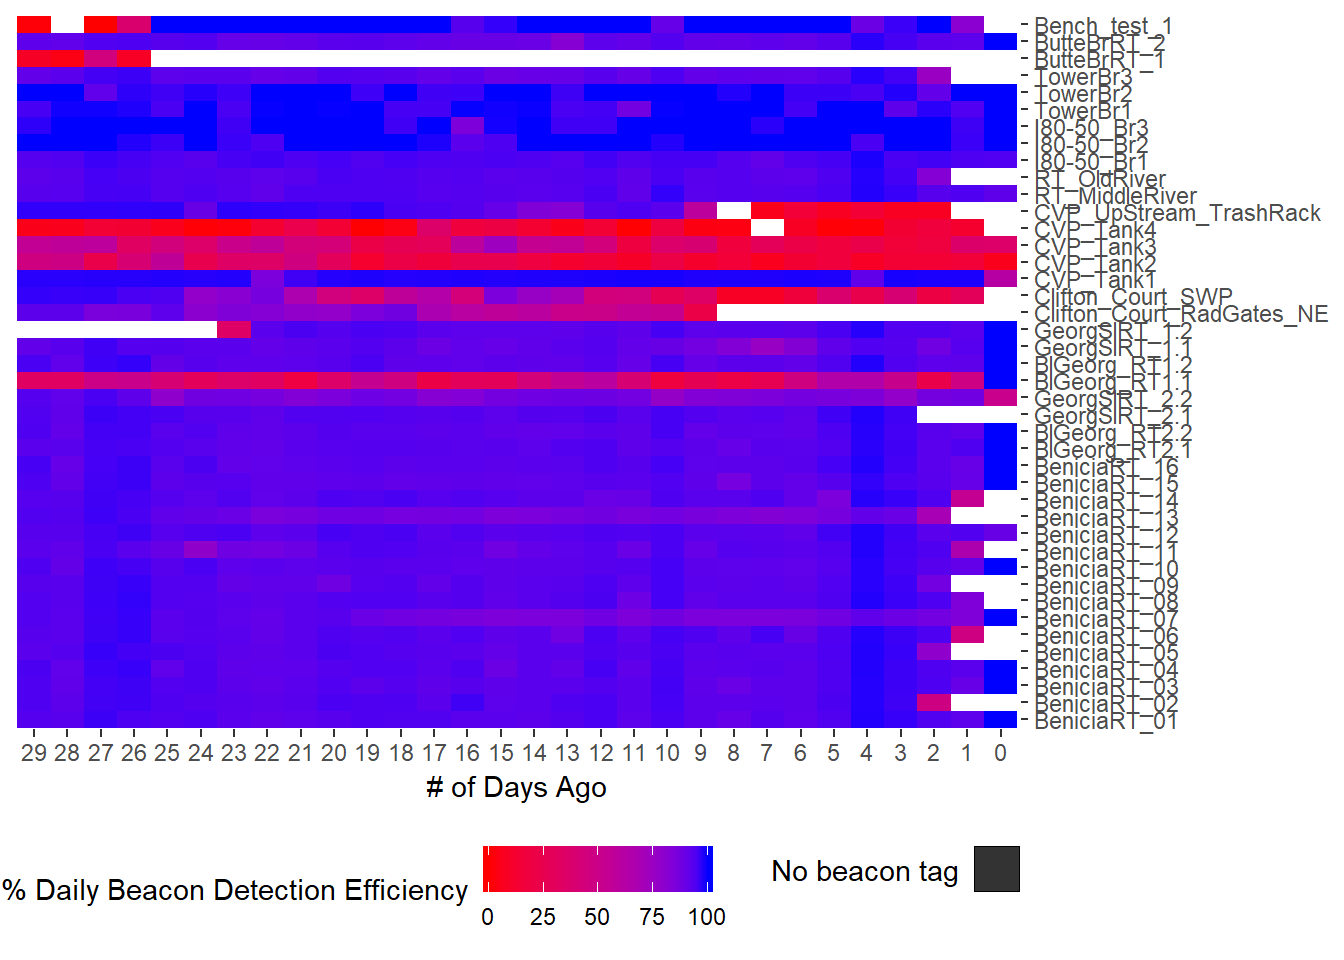 Bench_test_1
ButteBrRT_2
ButteBrRT_1
TowerBr3
TowerBr2
TowerBr1
I80-50_Br3
I80-50_Br2
I80-50_Br1
RT_OldRiver
RT_MiddleRiver
CVP_UpStream_TrashRack
CVP_Tank4
CVP_Tank3
CVP_Tank2
CVP_Tank1
Clifton_Court_SWP
Clifton_Court_RadGates_NE
GeorgSlRT_1.2
GeorgSlRT_1.1
BlGeorg_RT1.2
BlGeorg_RT1.1
GeorgSlRT_2.2
GeorgSlRT_2.1
BlGeorg_RT2.2
BlGeorg_RT2.1
BeniciaRT_16
BeniciaRT_15
BeniciaRT_14
BeniciaRT_13
BeniciaRT_12
BeniciaRT_11
BeniciaRT_10
BeniciaRT_09
BeniciaRT_08
BeniciaRT_07
BeniciaRT_06
BeniciaRT_05
BeniciaRT_04
BeniciaRT_03
BeniciaRT_02
BeniciaRT_01
29 28 27 26 25 24 23 22 21 20 19 18 17 16 15 14 13 12 11 10 9 8 7 6 5 4 3 2 1 0
# of Days Ago
% Daily Beacon Detection Efficiency
0 25 50 75 100
No beacon tag